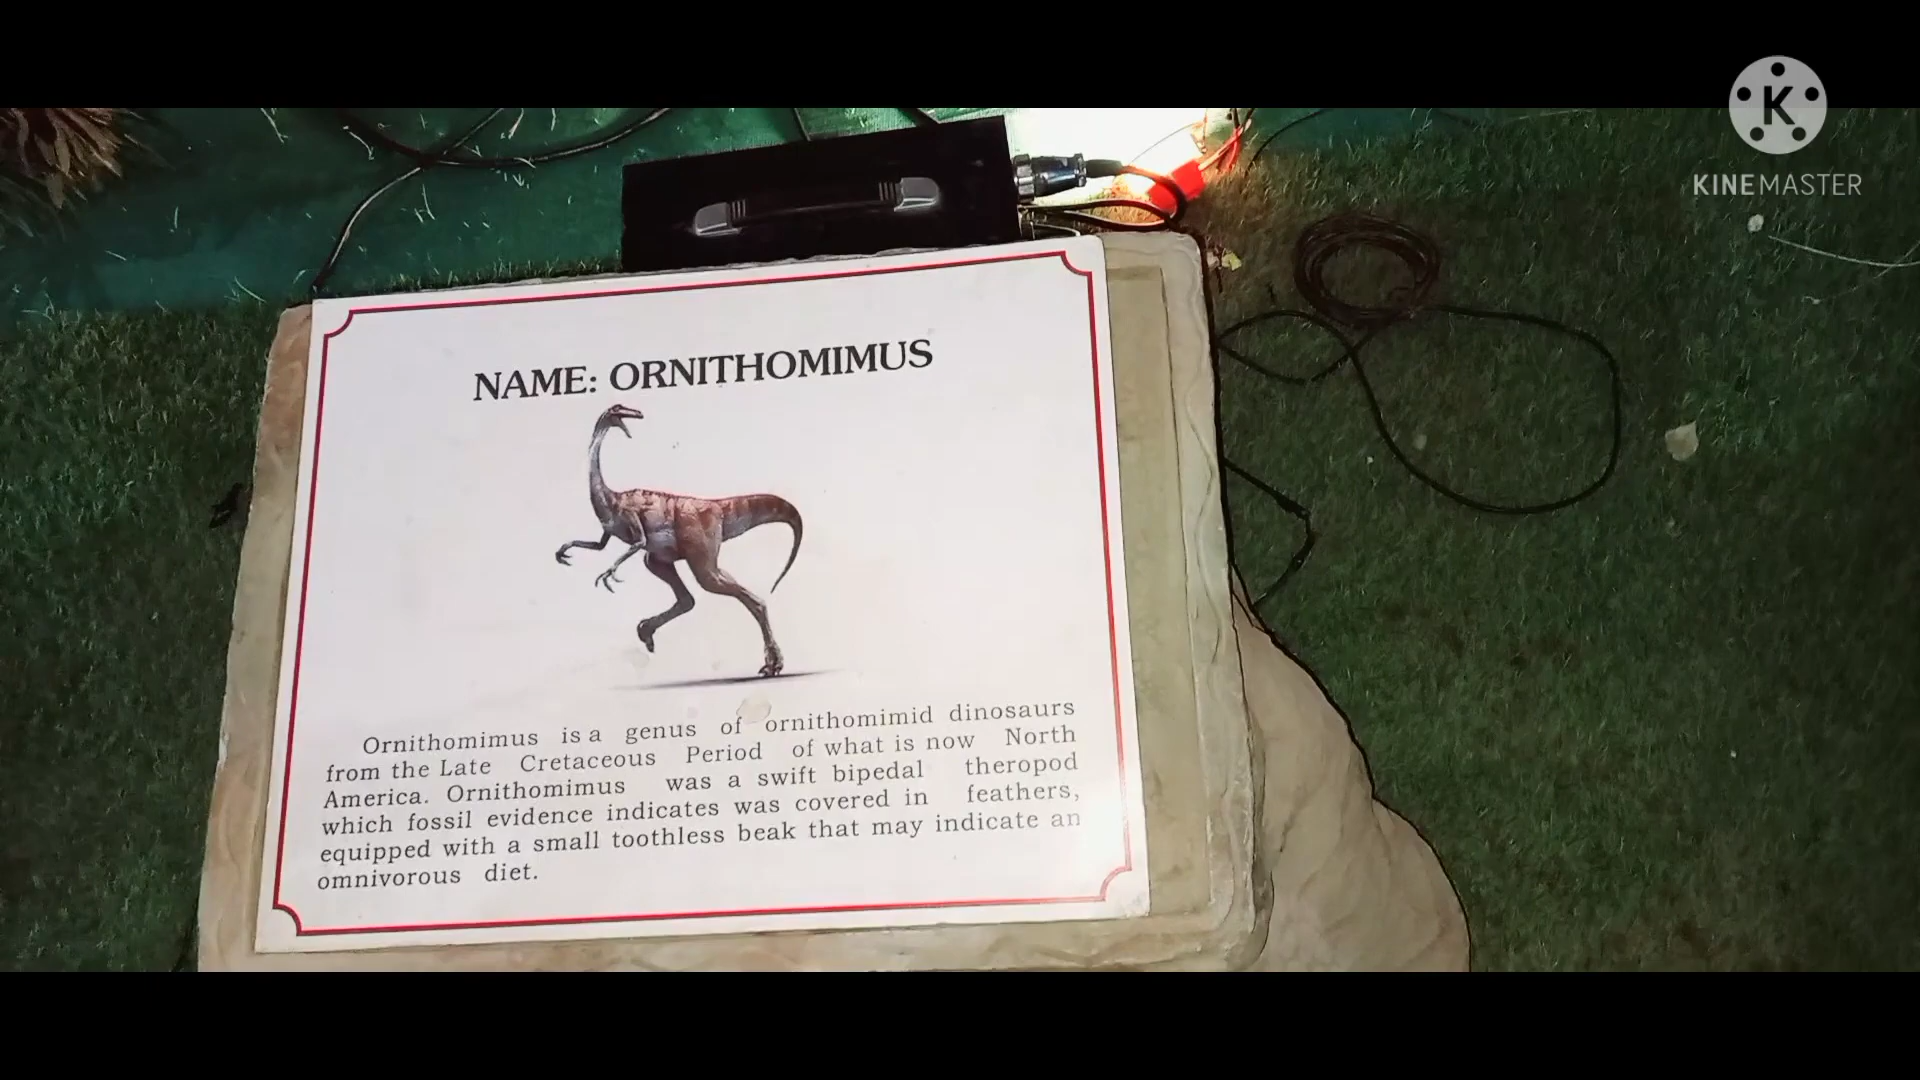 K
KINEMASTER
NAME: ORNITHOMIMUS
Ornithomimus is a genus of ornithomimid dinosaurs
from the Late Cretaceous Period of what is now North
America. Ornithomimus was a swift bipedal theropod
which fossil evidence indicates was covered in feathers,
equipped with a small toothless beak that may indicate an
omnivorous diet.